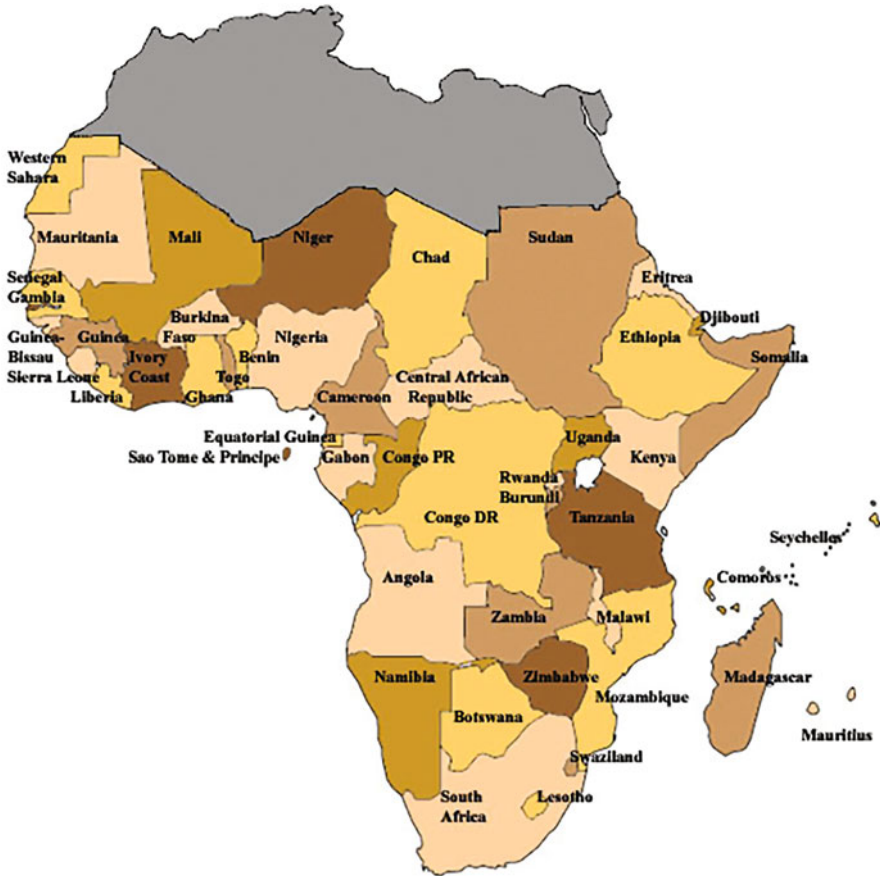 Western
Sahara
Mauritania
Mali
Niger
Chad
Sudan
Eritrea
Senegal
Gambia
Burkina
Faso
Nigeria
Djibouti
Ethiopia
Somalia
Guinea-
Bissau
Guinea
Ivory
Coast
Benin
Togo
Ghana
Sierra Leone
Liberia
Cameroon
Central African
Republic
Equatorial Guinea
Sao Tome & Principe
Gabon
Congo PR
Uganda
Kenya
Rwanda
Burundi
Congo DR
Tanzania
Seychelles
Comoros
Angola
Zambia
Malawi
Namibia
Zimbabwe
Mozambique
Madagascar
Botswana
Mauritius
Swaziland
South
Africa
Lesotho